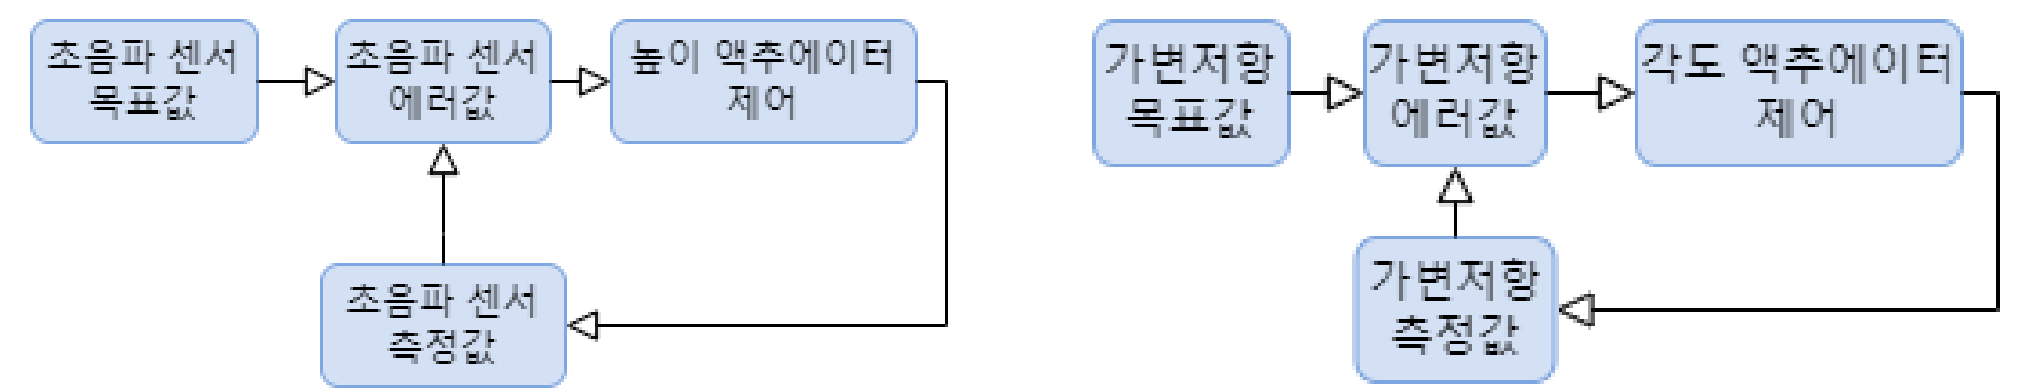 초음파 센서
목표값
초음파 센서
에러값
높이 액추에이터
제어
초음파 센서
측정값
가변저항
목표값
가변저항
에러값
각도 액추에이터
제어
가변저항
측정값